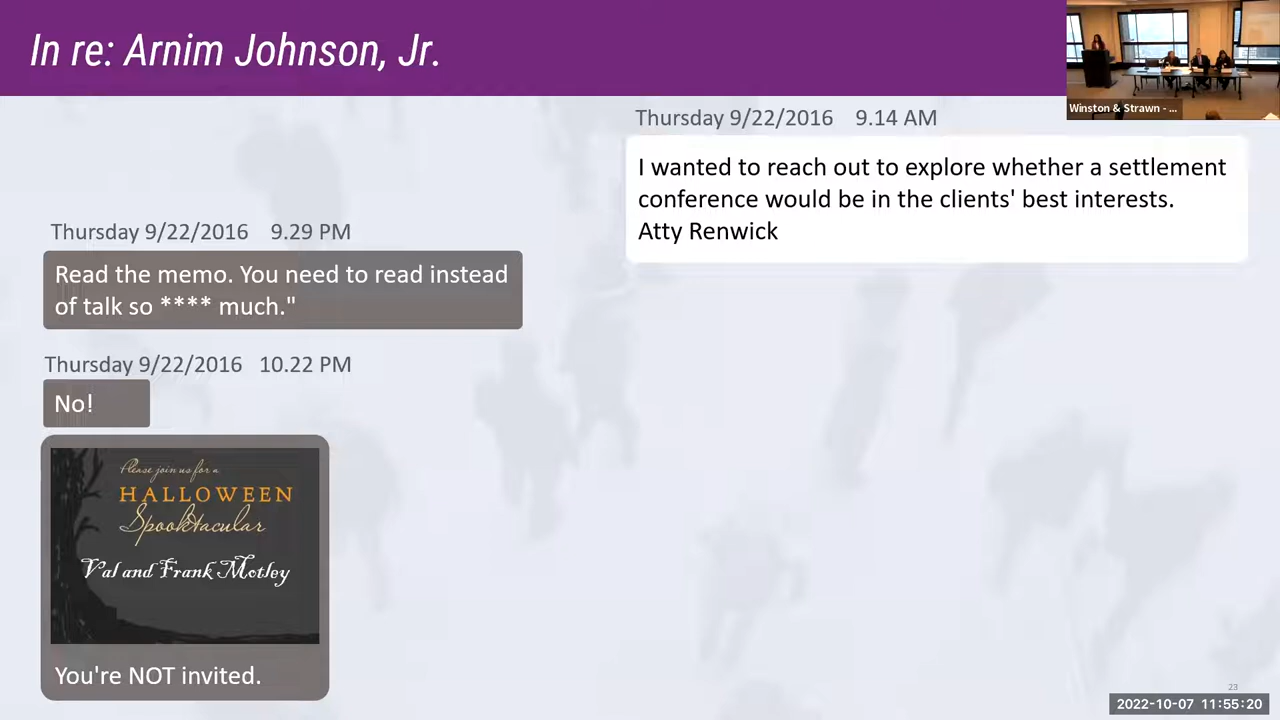 In re: Arnim Johnson, Jr.
Winston & Strawn - ...
Thursday 9/22/2016 9.14 AM
I wanted to reach out to explore whether a settlement
conference would be in the clients' best interests.
Atty Renwick
Thursday 9/22/2016 9.29 PM
Read the memo. You need to read instead
of talk so **** much."
Thursday 9/22/2016 10.22 PM
No!
Please join us for a
HALLOWEEN
Spooktacular
Val and Frank Motley
You're NOT invited.
23
2022-10-07 11:55:20